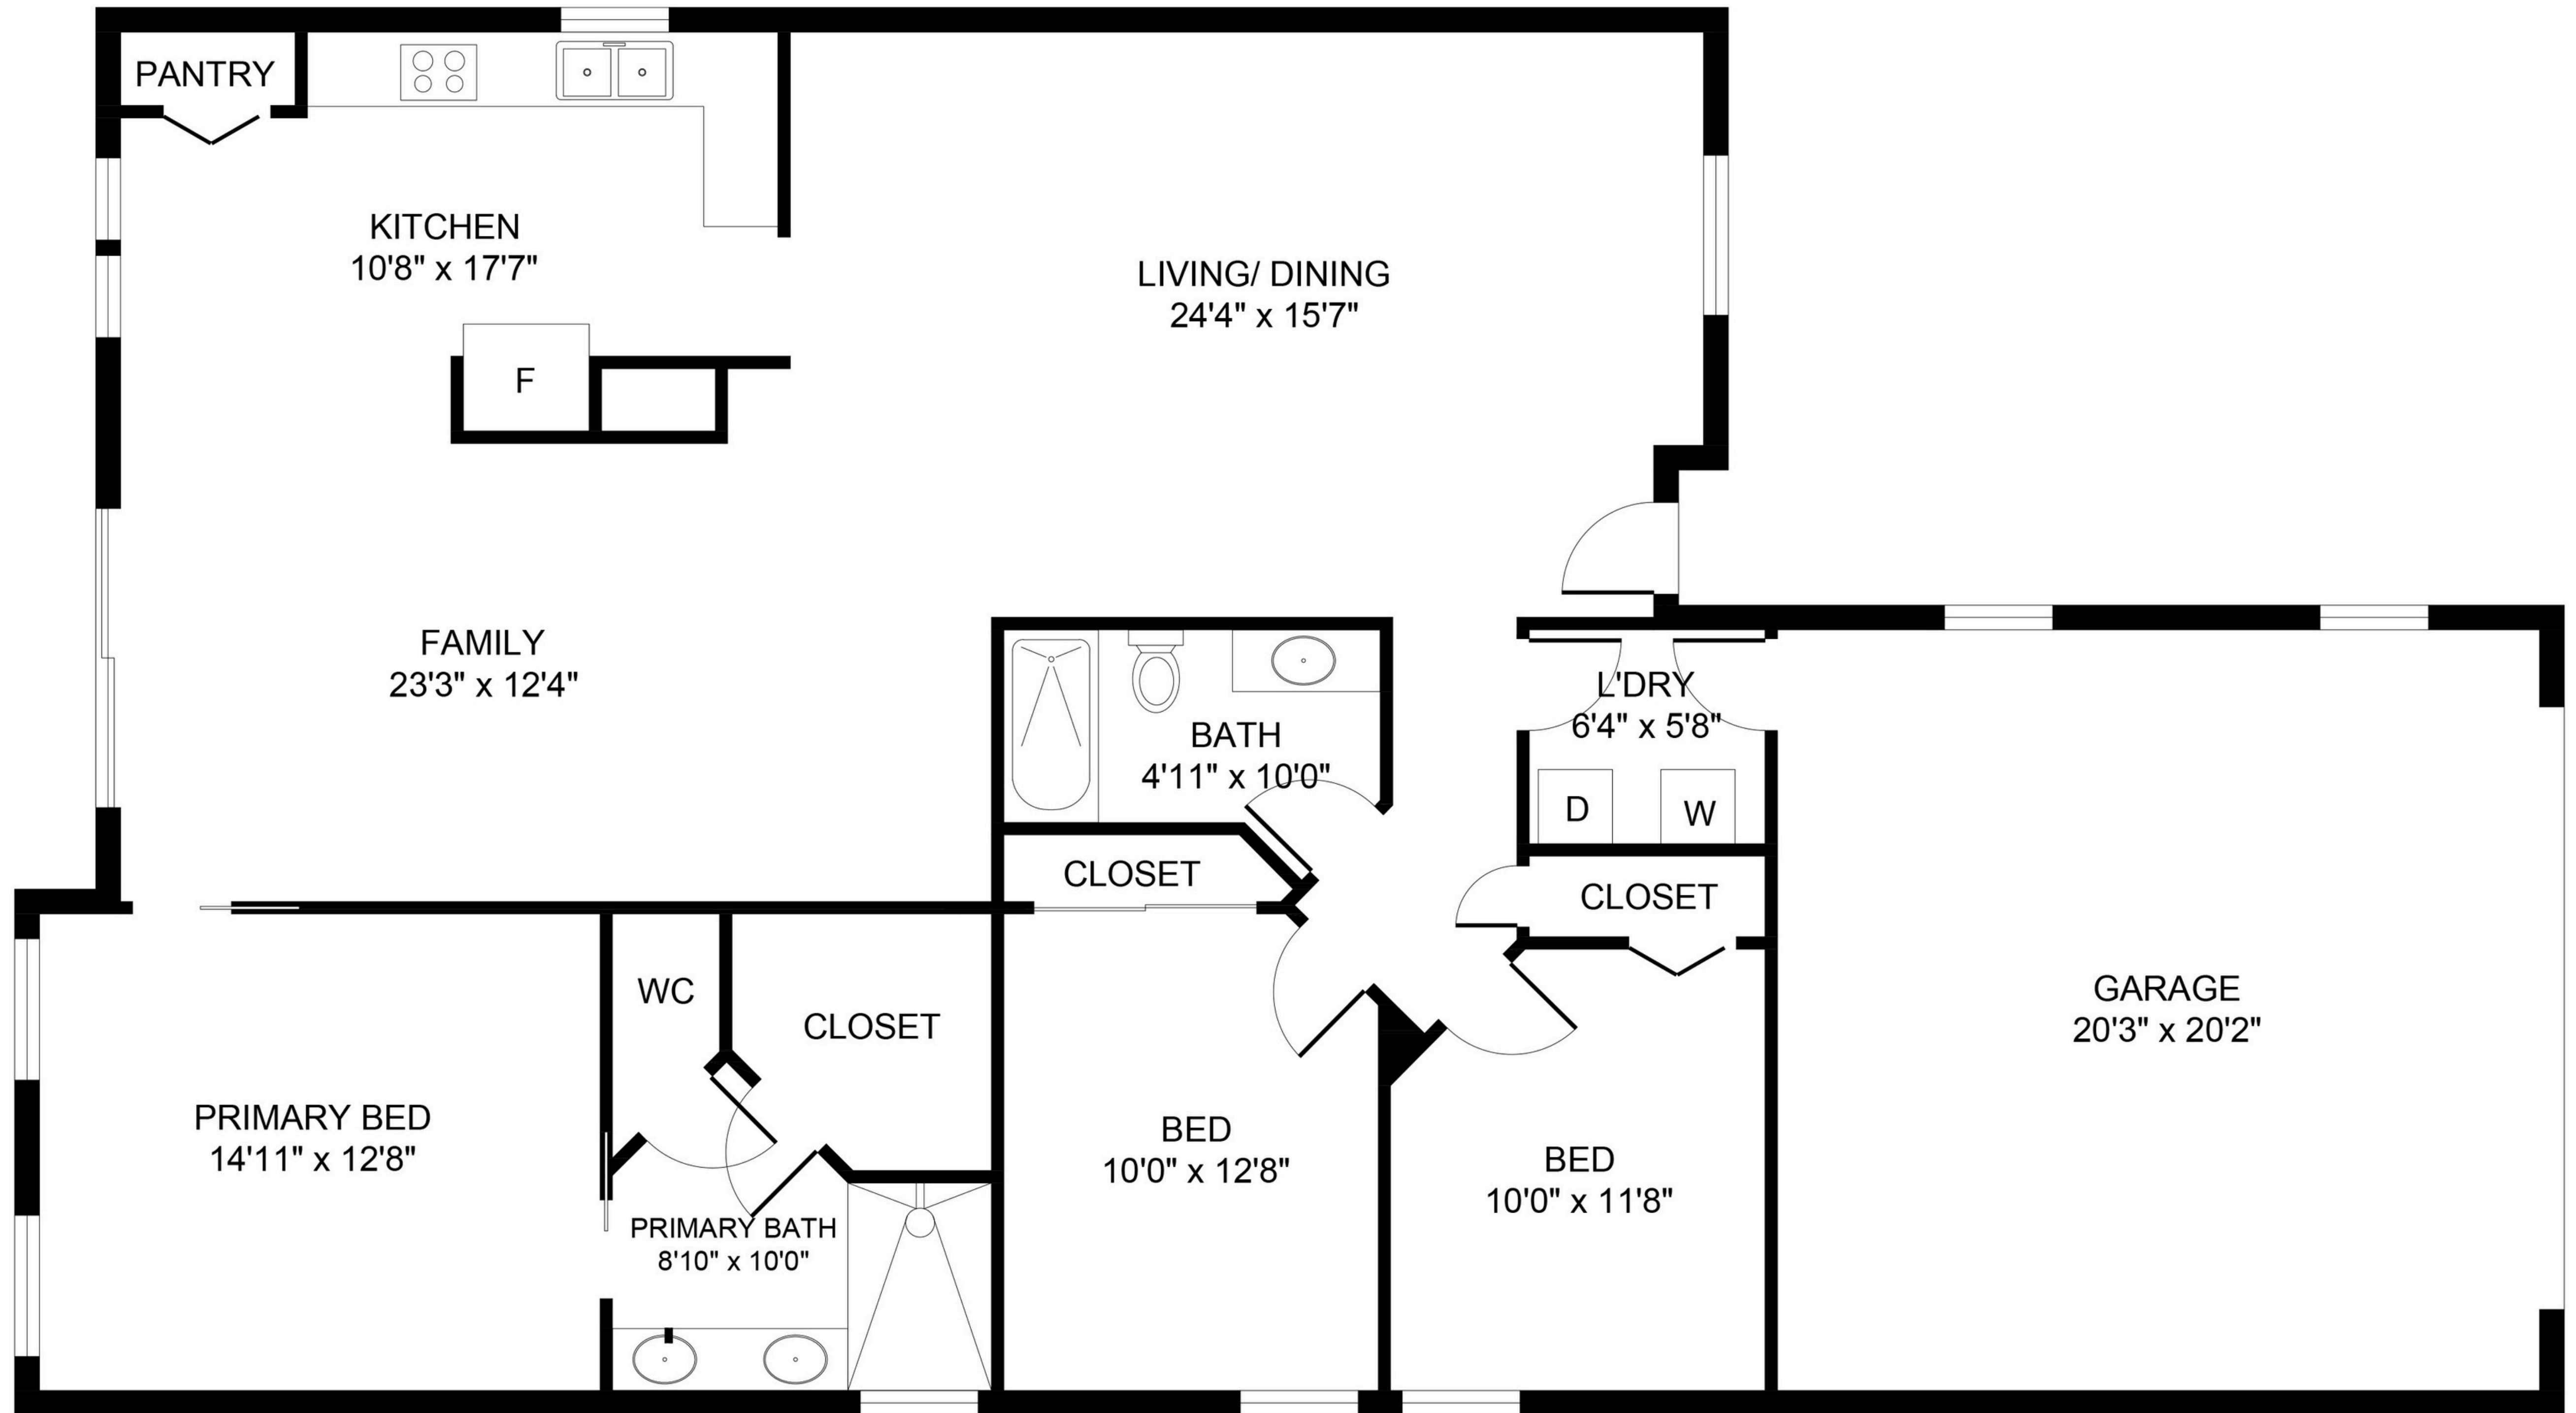 PANTRY
KITCHEN
10'8" x 17'7"
LIVING/ DINING
24'4" x 15'7"
F
FAMILY
23'3" x 12'4"
L'DRY
6'4" x 5'8"
BATH
4'11" x 10'0"
D
W
CLOSET
CLOSET
WC
CLOSET
GARAGE
20'3" x 20'2"
PRIMARY BED
14'11" x 12'8"
BED
10'0" x 12'8"
BED
10'0" x 11'8"
PRIMARY BATH
8'10" x 10'0"